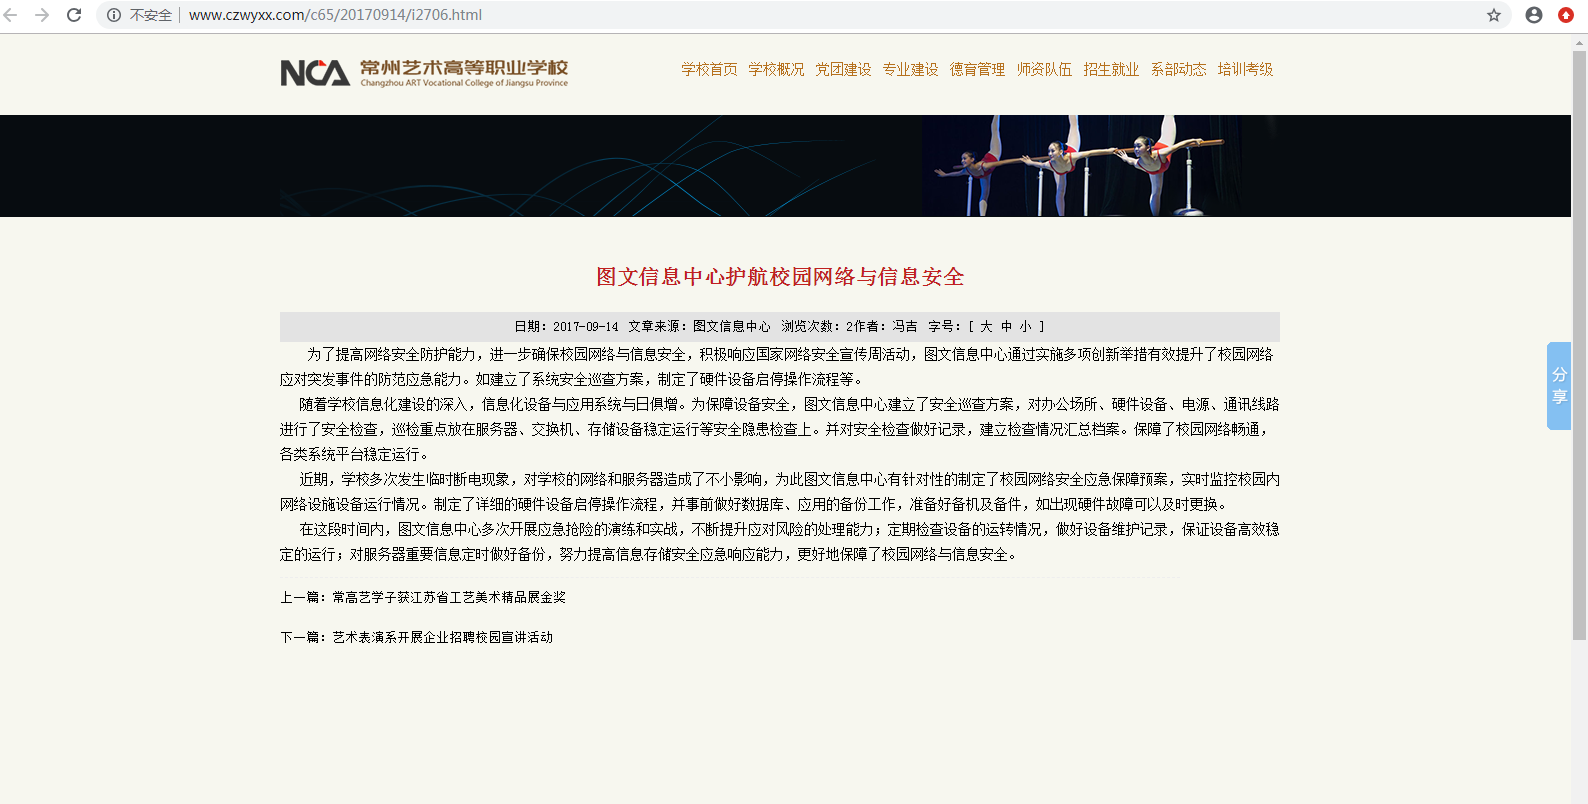 不安全 www.czwyxx.com/c65/20170914/i2706.html
NCA 常州艺术高等职业学校
Changzhou ART Vocational College of Jiangsu Province
学校首页 学校概况 党团建设 专业建设 德育管理 师资队伍 招生就业 系部动态 培训考级
图文信息中心护航校园网络与信息安全
日期：2017-09-14 文章来源：图文信息中心 浏览次数：2作者：冯吉 字号：[ 大 中 小 ]
为了提高网络安全防护能力，进一步确保校园网络与信息安全，积极响应国家网络安全宣传周活动，图文信息中心通过实施多项创新举措有效提升了校园网络
应对突发事件的防范应急能力。如建立了系统安全巡查方案，制定了硬件设备启停操作流程等。
随着学校信息化建设的深入，信息化设备与应用系统与日俱增。为保障设备安全，图文信息中心建立了安全巡查方案，对办公场所、硬件设备、电源、通讯线路
进行了安全检查，巡检重点放在服务器、交换机、存储设备稳定运行等安全隐患检查上。并对安全检查做好记录，建立检查情况汇总档案。保障了校园网络畅通，
各类系统平台稳定运行。
近期，学校多次发生临时断电现象，对学校的网络和服务器造成了不小影响，为此图文信息中心有针对性的制定了校园网络安全应急保障预案，实时监控校园内
网络设施设备运行情况。制定了详细的硬件设备启停操作流程，并事前做好数据库、应用的备份工作，准备好备机及备件，如出现硬件故障可以及时更换。
在这段时间内，图文信息中心多次开展应急抢险的演练和实战，不断提升应对风险的处理能力；定期检查设备的运转情况，做好设备维护记录，保证设备高效稳
定的运行；对服务器重要信息定时做好备份，努力提高信息存储安全应急响应能力，更好地保障了校园网络与信息安全。
上一篇：常高艺学子获江苏省工艺美术精品展金奖
下一篇：艺术表演系开展企业招聘校园宣讲活动
分享